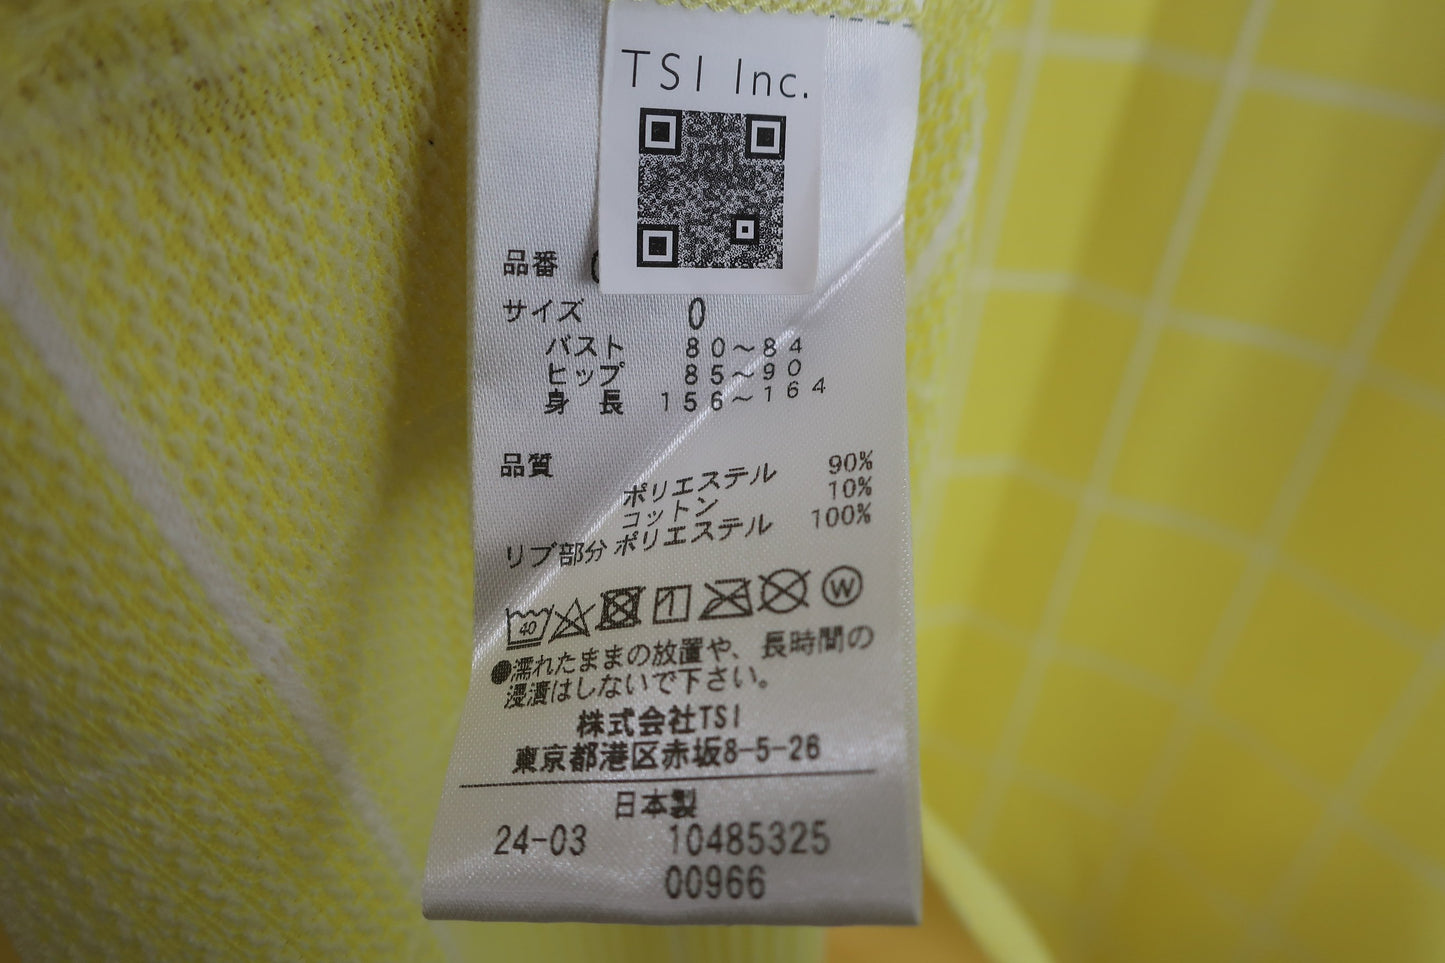 TSI Inc.
品番
サイズ 0
バスト 80〜84
ヒップ 85〜90
身 長 156〜164
品質
ポリエステル 90%
コットン 10%
リブ部分 ポリエステル 100%
40 W
●濡れたままの放置や、長時間の
浸漬はしないで下さい。
株式会社TSI
東京都港区赤坂8-5-26
日本製
24-03 10485325
00966